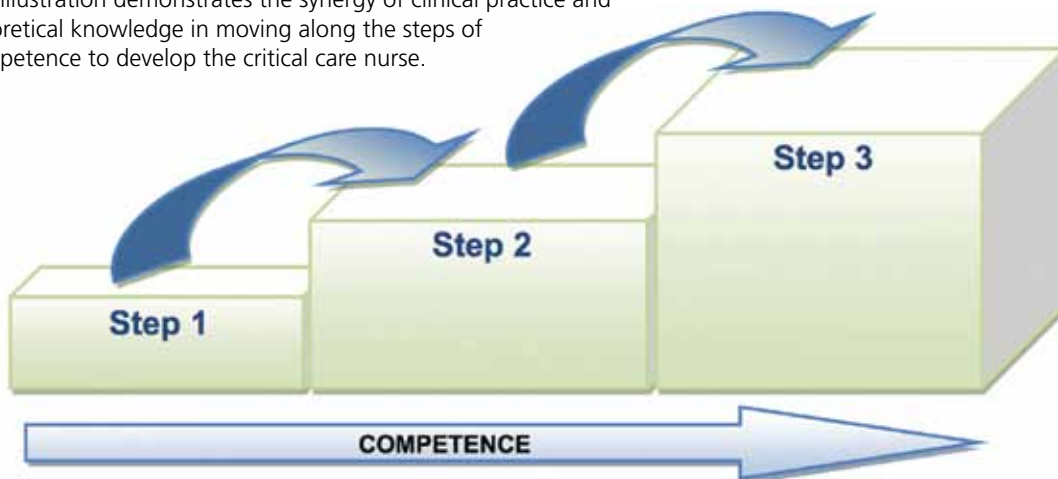 illustration demonstrates the synergy of clinical practice and
knowledge in moving along the steps of
to develop the critical care nurse.
Step 1
Step 2
Step 3
COMPETENCE